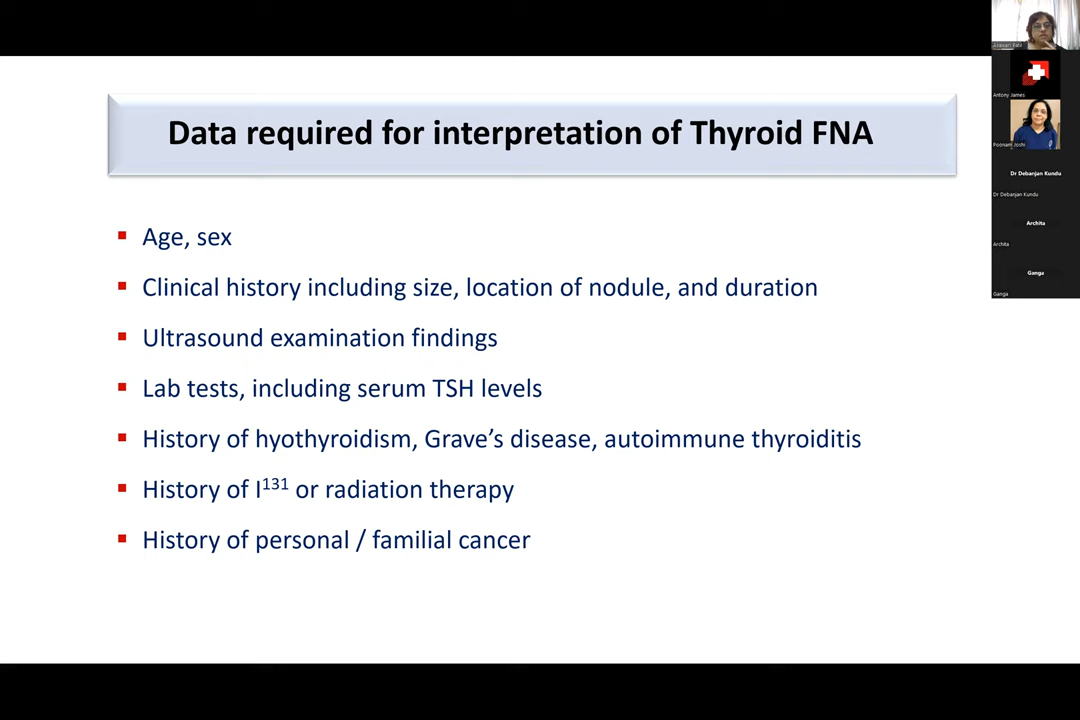 Data required for interpretation of Thyroid FNA
Age, sex
Clinical history including size, location of nodule, and duration
Ultrasound examination findings
Lab tests, including serum TSH levels
History of hyothyroidism, Grave’s disease, autoimmune thyroiditis
History of I¹³¹ or radiation therapy
History of personal / familial cancer
Antony James
Poonam Joshi
Dr Debanjan Kundu
Dr Debanjan Kundu
Archita
Archita
Ganga
Ganga